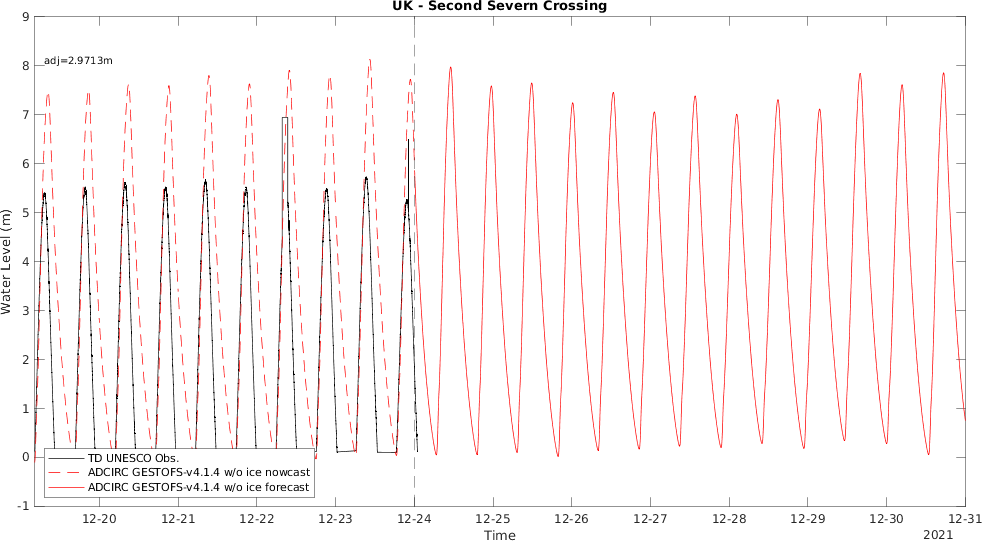 UK - Second Severn Crossing
9
8
7
6
5
4
3
2
1
0
-1
Water Level (m)
adj=2.9713m
TD UNESCO Obs.
ADCIRC GESTOFS-v4.1.4 w/o ice nowcast
ADCIRC GESTOFS-v4.1.4 w/o ice forecast
12-20 12-21 12-22 12-23 12-24 12-25 12-26 12-27 12-28 12-29 12-30 12-31
Time
2021